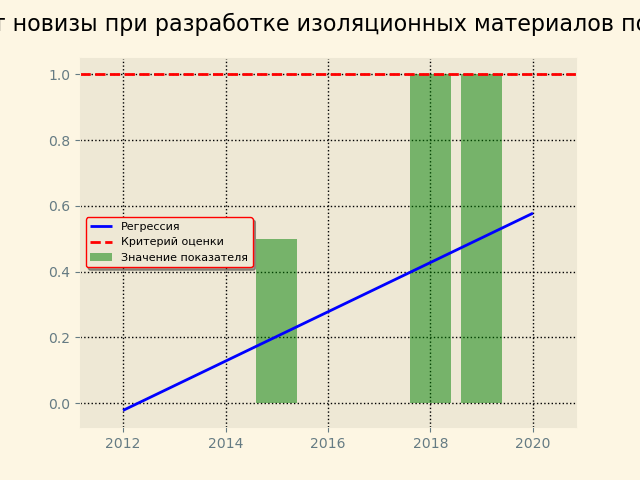 новизы при разработке изоляционных материалов
1.0
0.8
0.6
0.4
0.2
0.0
Регрессия
Критерий оценки
Значение показателя
2012 2014 2016 2018 2020